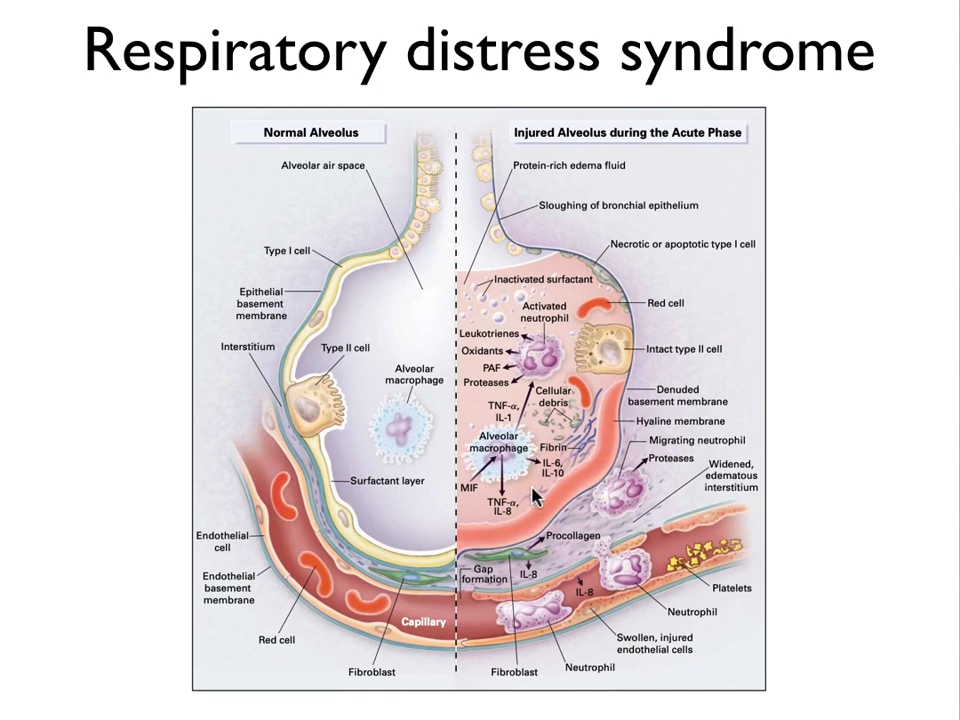 Respiratory distress syndrome
Normal Alveolus
Injured Alveolus during the Acute Phase
Alveolar air space
Type I cell
Epithelial
basement
membrane
Interstitium
Type II cell
Alveolar
macrophage
Surfactant layer
Endothelial
cell
Endothelial
basement
membrane
Red cell
Capillary
Fibroblast
Protein-rich edema fluid
Sloughing of bronchial epithelium
Necrotic or apoptotic type I cell
Inactivated surfactant
Activated
neutrophil
Red cell
Leukotrienes
Oxidants
PAF
Proteases
Intact type II cell
Cellular
debris
TNF-α,
IL-1
Denuded
basement membrane
Hyaline membrane
Alveolar
macrophage
Fibrin
Migrating neutrophil
Proteases
IL-6,
IL-10
Widened,
edematous
interstitium
MIF
TNF-α,
IL-8
Procollagen
Gap
formation
IL-8
IL-8
Platelets
Neutrophil
Swollen, injured
endothelial cells
Neutrophil
Fibroblast